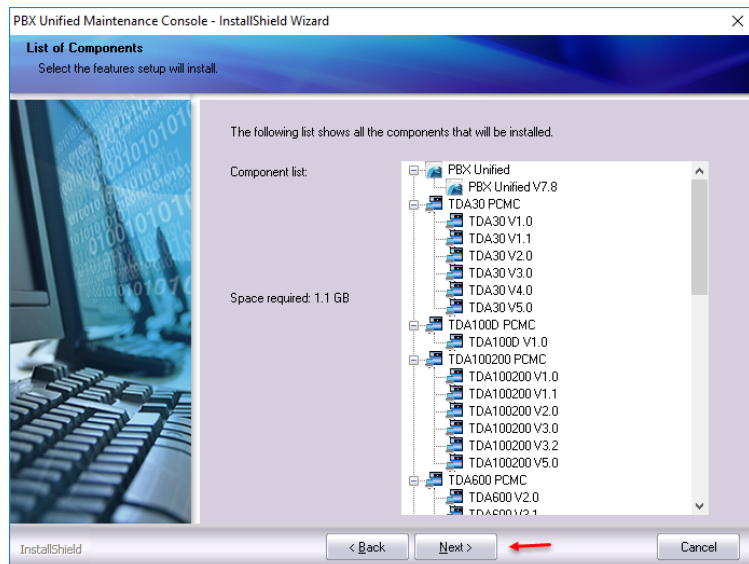 PBX Unified Maintenance Console - InstallShield Wizard
List of Components
Select the features setup will install.
The following list shows all the components that will be installed.
Component list:
PBX Unified
PBX Unified V7.8
TDA30 PCMC
TDA30 V1.0
TDA30 V1.1
TDA30 V2.0
TDA30 V3.0
TDA30 V4.0
TDA30 V5.0
TDA100D PCMC
TDA100D V1.0
TDA100200 PCMC
TDA100200 V1.0
TDA100200 V1.1
TDA100200 V2.0
TDA100200 V3.0
TDA100200 V3.2
TDA100200 V5.0
TDA600 PCMC
TDA600 V2.0
TDA600 V3.1
Space required: 1.1 GB
InstallShield
< Back
Next >
Cancel